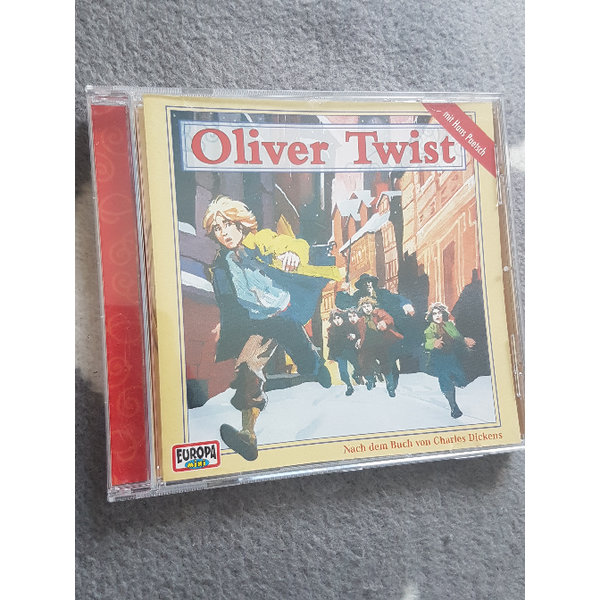 ... mit Hans Paetsch
Oliver Twist
Nach dem Buch von Charles Dickens
EUROPA
MINI